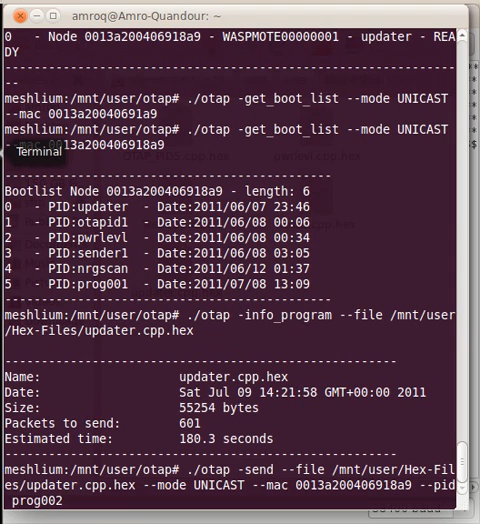 amroq@Amro-Quandour: ~
0   - Node 0013a200406918a9 - WASPMOTE00000001 - updater - REA
DY
-------------------------------------------------------------
--
meshlium:/mnt/user/otap# ./otap -get_boot_list --mode UNICAST
--mac 0013a20040691a9
meshlium:/mnt/user/otap# ./otap -get_boot_list --mode UNICAST
--mac 0013a200406918a9
Terminal
---------------------------------------------
Bootlist Node 0013a200406918a9 - length: 6
0   - PID:updater  - Date:2011/06/07 23:46
1   - PID:otapid1  - Date:2011/06/08 00:06
2   - PID:pwrlevl  - Date:2011/06/08 00:34
3   - PID:sender1  - Date:2011/06/08 03:05
4   - PID:nrgscan  - Date:2011/06/12 01:37
5   - PID:prog001  - Date:2011/07/08 13:09
---------------------------------------------
meshlium:/mnt/user/otap# ./otap -info_program --file /mnt/user
/Hex-Files/updater.cpp.hex
------------------------------------------------------
Name:                   updater.cpp.hex
Date:                   Sat Jul 09 14:21:58 GMT+00:00 2011
Size:                   55254 bytes
Packets to send:        601
Estimated time:         180.3 seconds
------------------------------------------------------
meshlium:/mnt/user/otap# ./otap -send --file /mnt/user/Hex-Fil
es/updater.cpp.hex --mode UNICAST --mac 0013a200406918a9 --pid
prog002